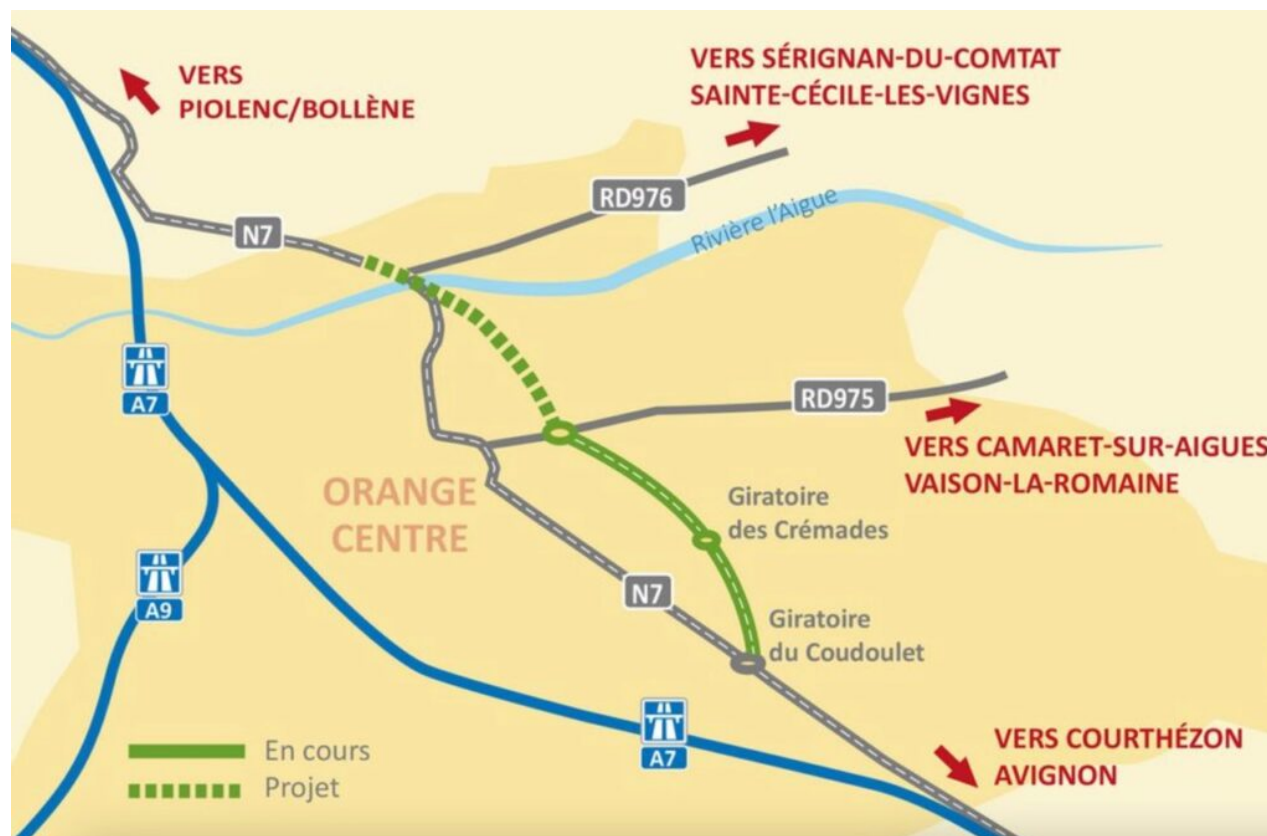 VERS
PIOLENC/BOLLÈNE
VERS SÉRIGNAN-DU-COMTAT
SAINTE-CÉCILE-LES-VIGNES
RD976
N7
Rivière l'Aigue
A7
RD975
VERS CAMARET-SUR-AIGUES
VAISON-LA-ROMAINE
ORANGE
CENTRE
Giratoire
des Crémades
A9
N7
Giratoire
du Coudoulet
A7
VERS COURTHÉZON
AVIGNON
En cours
Projet